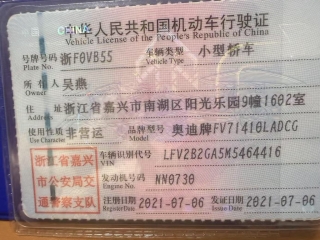 中华人民共和国机动车行驶证
Vehicle License of the People's Republic of China
号牌号码 浙F0VB55 车辆类型 小型轿车
Plate No. Vehicle Type
所有人 吴燕
Owner
住址 浙江省嘉兴市南湖区阳光乐园9幢1602室
Address
使用性质 非营运 品牌型号 奥迪牌FV71410LADCG
Use Character Model
浙江省嘉兴市公安局交通警察支队
车辆识别代号 LFV2B2GA5M5464416
VIN
发动机号码 NN0730
Engine No.
注册日期 2021-07-06 发证日期 2021-07-06
Register Date Issue Date